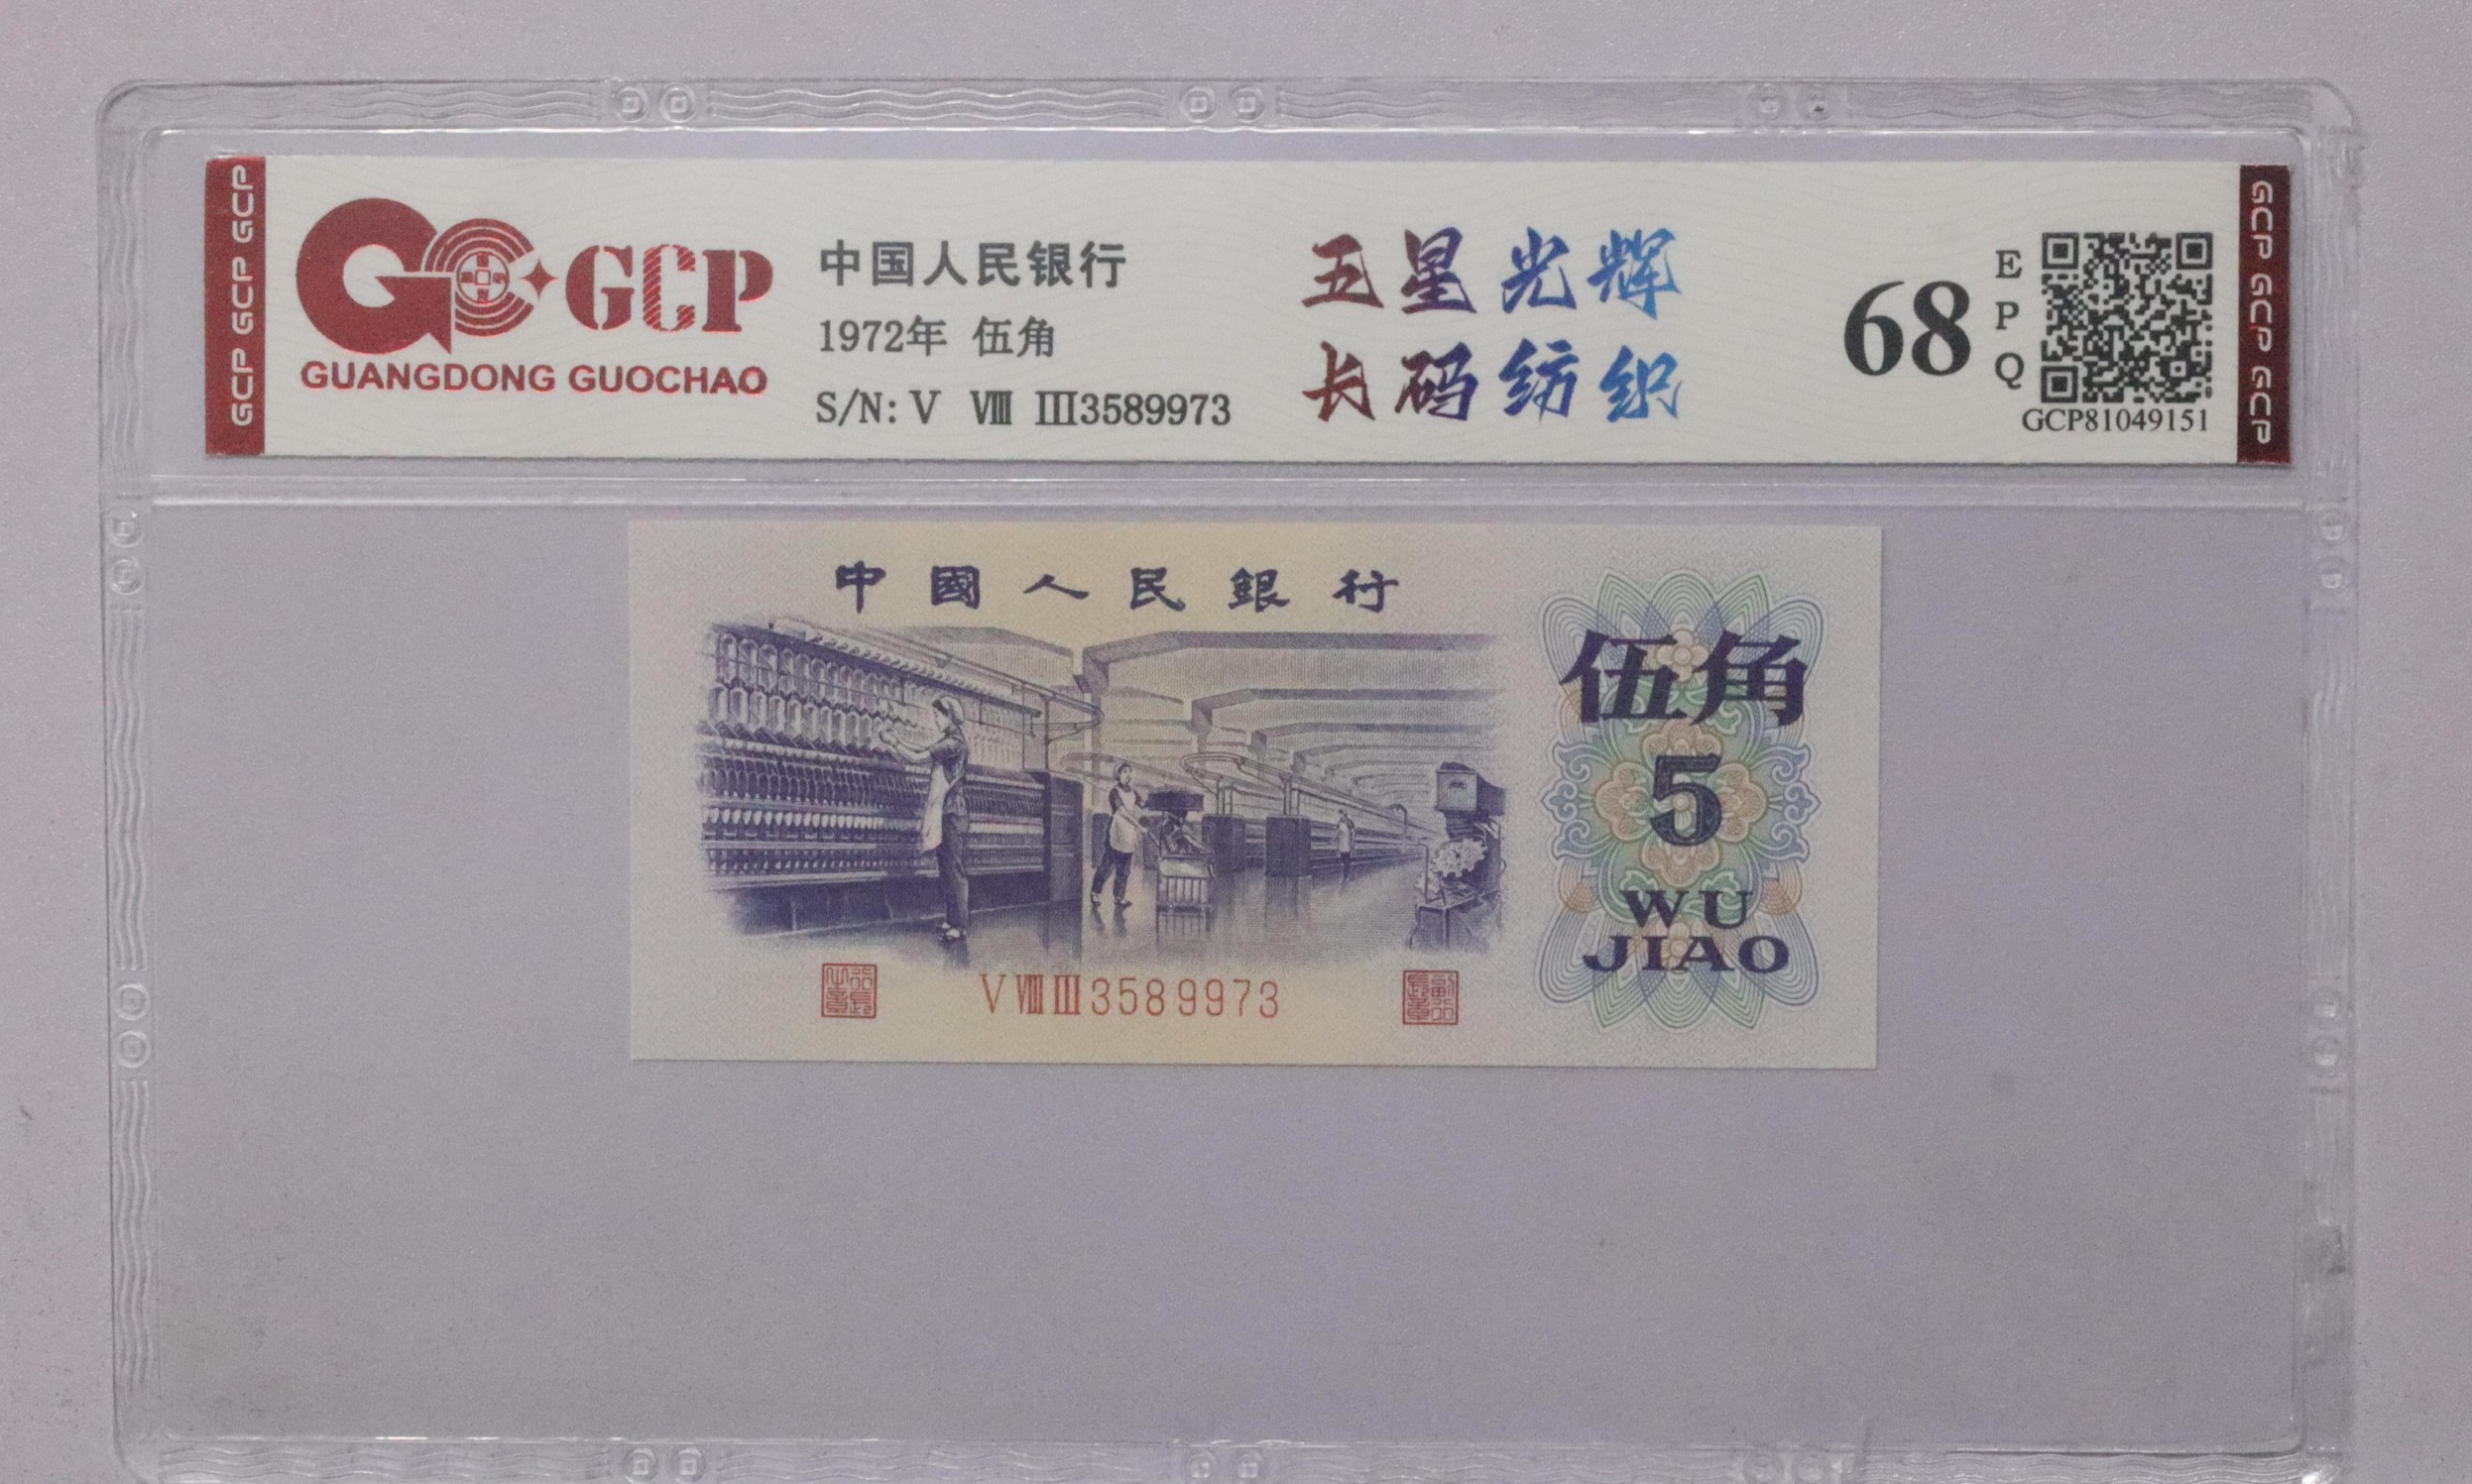 GCP GCP GCP
GCP
GUANGDONG GUOCHAO
中国人民银行
1972年 伍角
S/N: V Ⅷ Ⅲ3589973
五星光辉
长码纺织
68
E
P
Q
GCP81049151
GCP GCP GCP
中國人民銀行
伍角
5
WU
JIAO
V Ⅷ Ⅲ 3589973